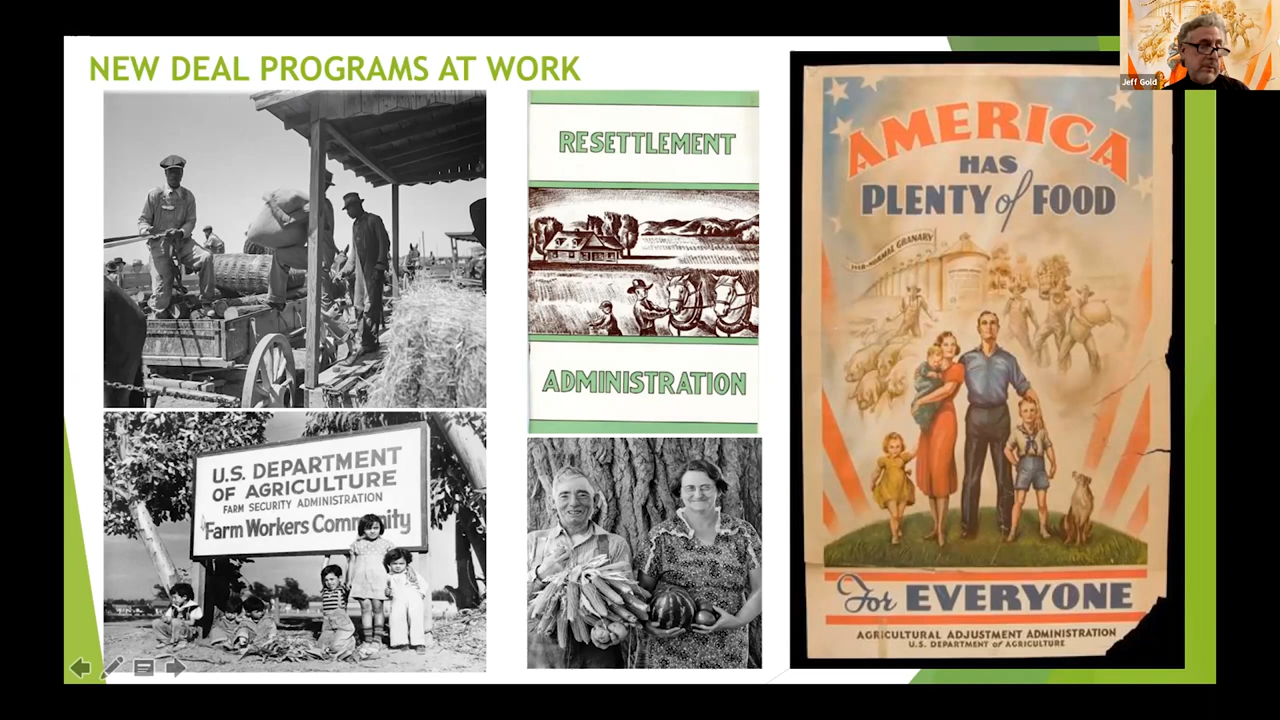 NEW DEAL PROGRAMS AT WORK
Jeff Gold
RESETTLEMENT
ADMINISTRATION
U.S. DEPARTMENT
OF AGRICULTURE
FARM SECURITY ADMINISTRATION
Farm Workers Community
AMERICA
HAS
PLENTY of FOOD
EVER-NORMAL GRANARY
For EVERYONE
AGRICULTURAL ADJUSTMENT ADMINISTRATION
U.S. DEPARTMENT OF AGRICULTURE